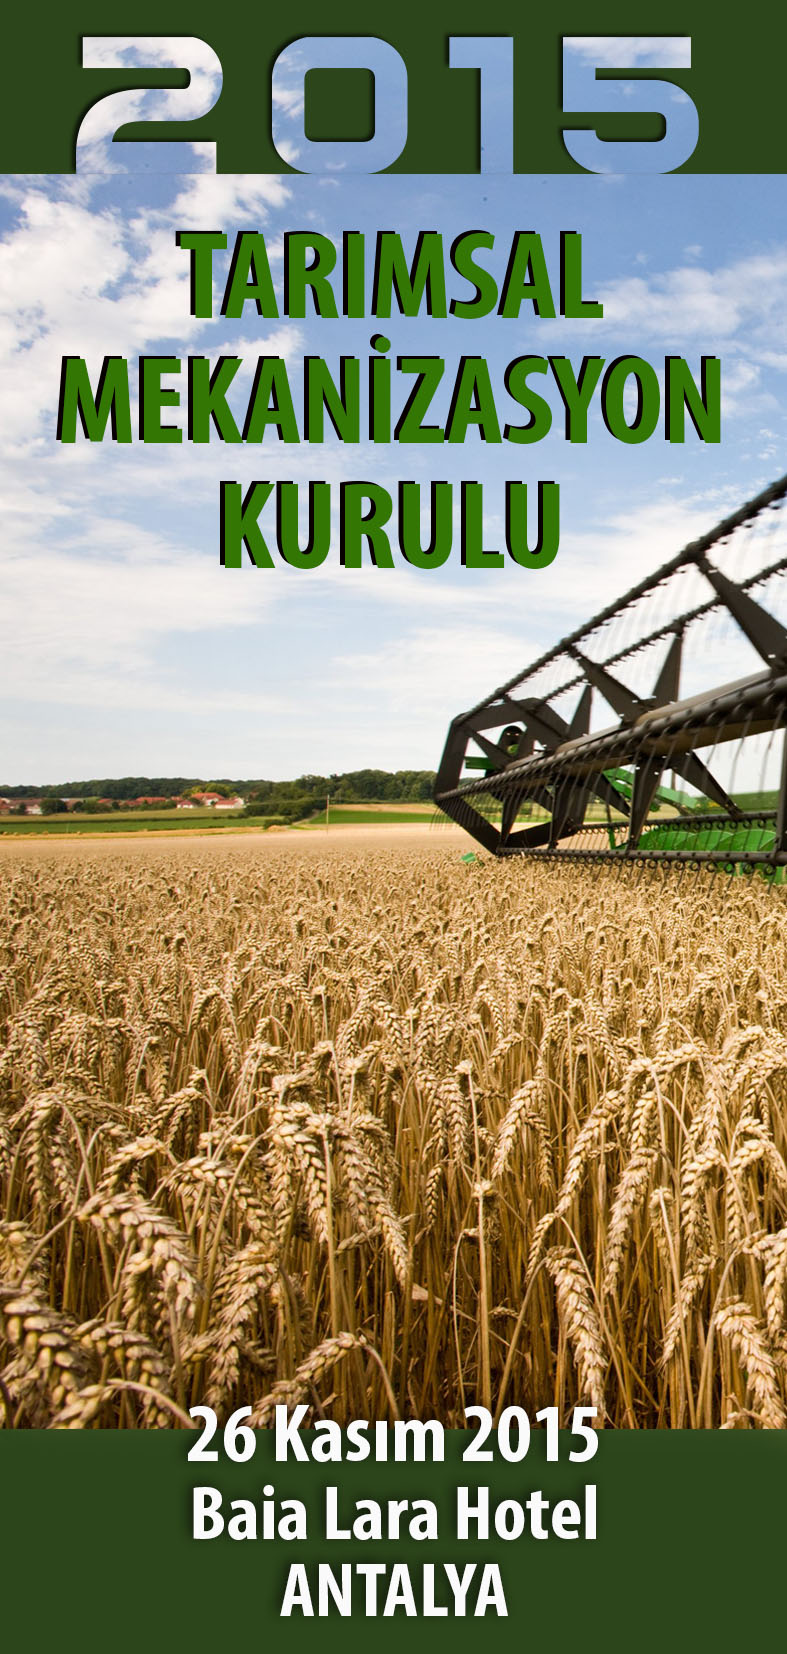 2015
TARIMSAL
MEKANİZASYON
KURULU
26 Kasım 2015
Baia Lara Hotel
ANTALYA